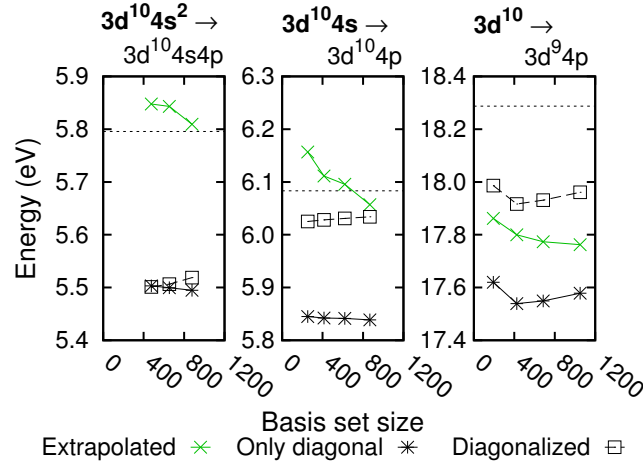 3d¹⁰4s² → 3d¹⁰4s → 3d¹⁰ →
3d¹⁰4s4p 3d¹⁰4p 3d⁹4p
5.9 6.3 18.4
5.8 6.2 18.2
5.7 6.1 18.0
5.6 6.0 17.8
5.5 5.9 17.6
5.4 5.8 17.4
Energy (eV)
0 400 800 1200 0 400 800 1200 0 400 800 1200
Basis set size
Extrapolated Only diagonal Diagonalized